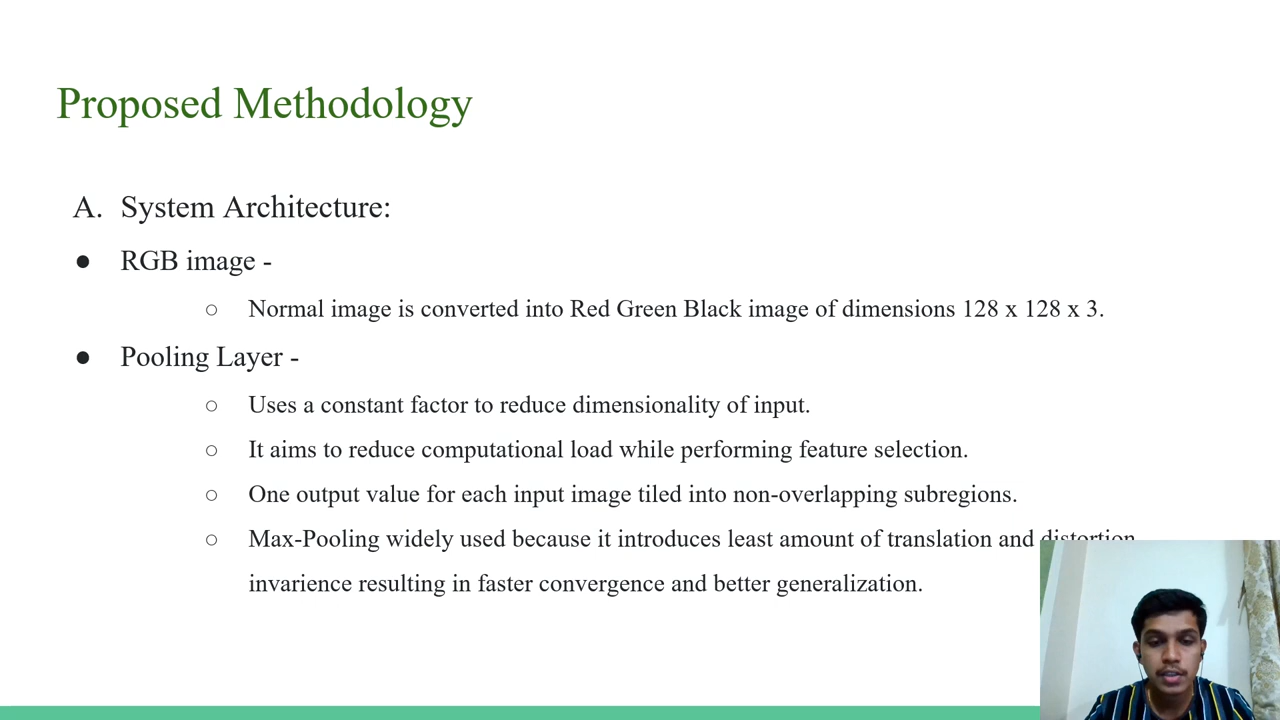 Proposed Methodology
A. System Architecture:
● RGB image -
○ Normal image is converted into Red Green Black image of dimensions 128 x 128 x 3.
● Pooling Layer -
○ Uses a constant factor to reduce dimensionality of input.
○ It aims to reduce computational load while performing feature selection.
○ One output value for each input image tiled into non-overlapping subregions.
○ Max-Pooling widely used because it introduces least amount of translation and distortion
invarience resulting in faster convergence and better generalization.